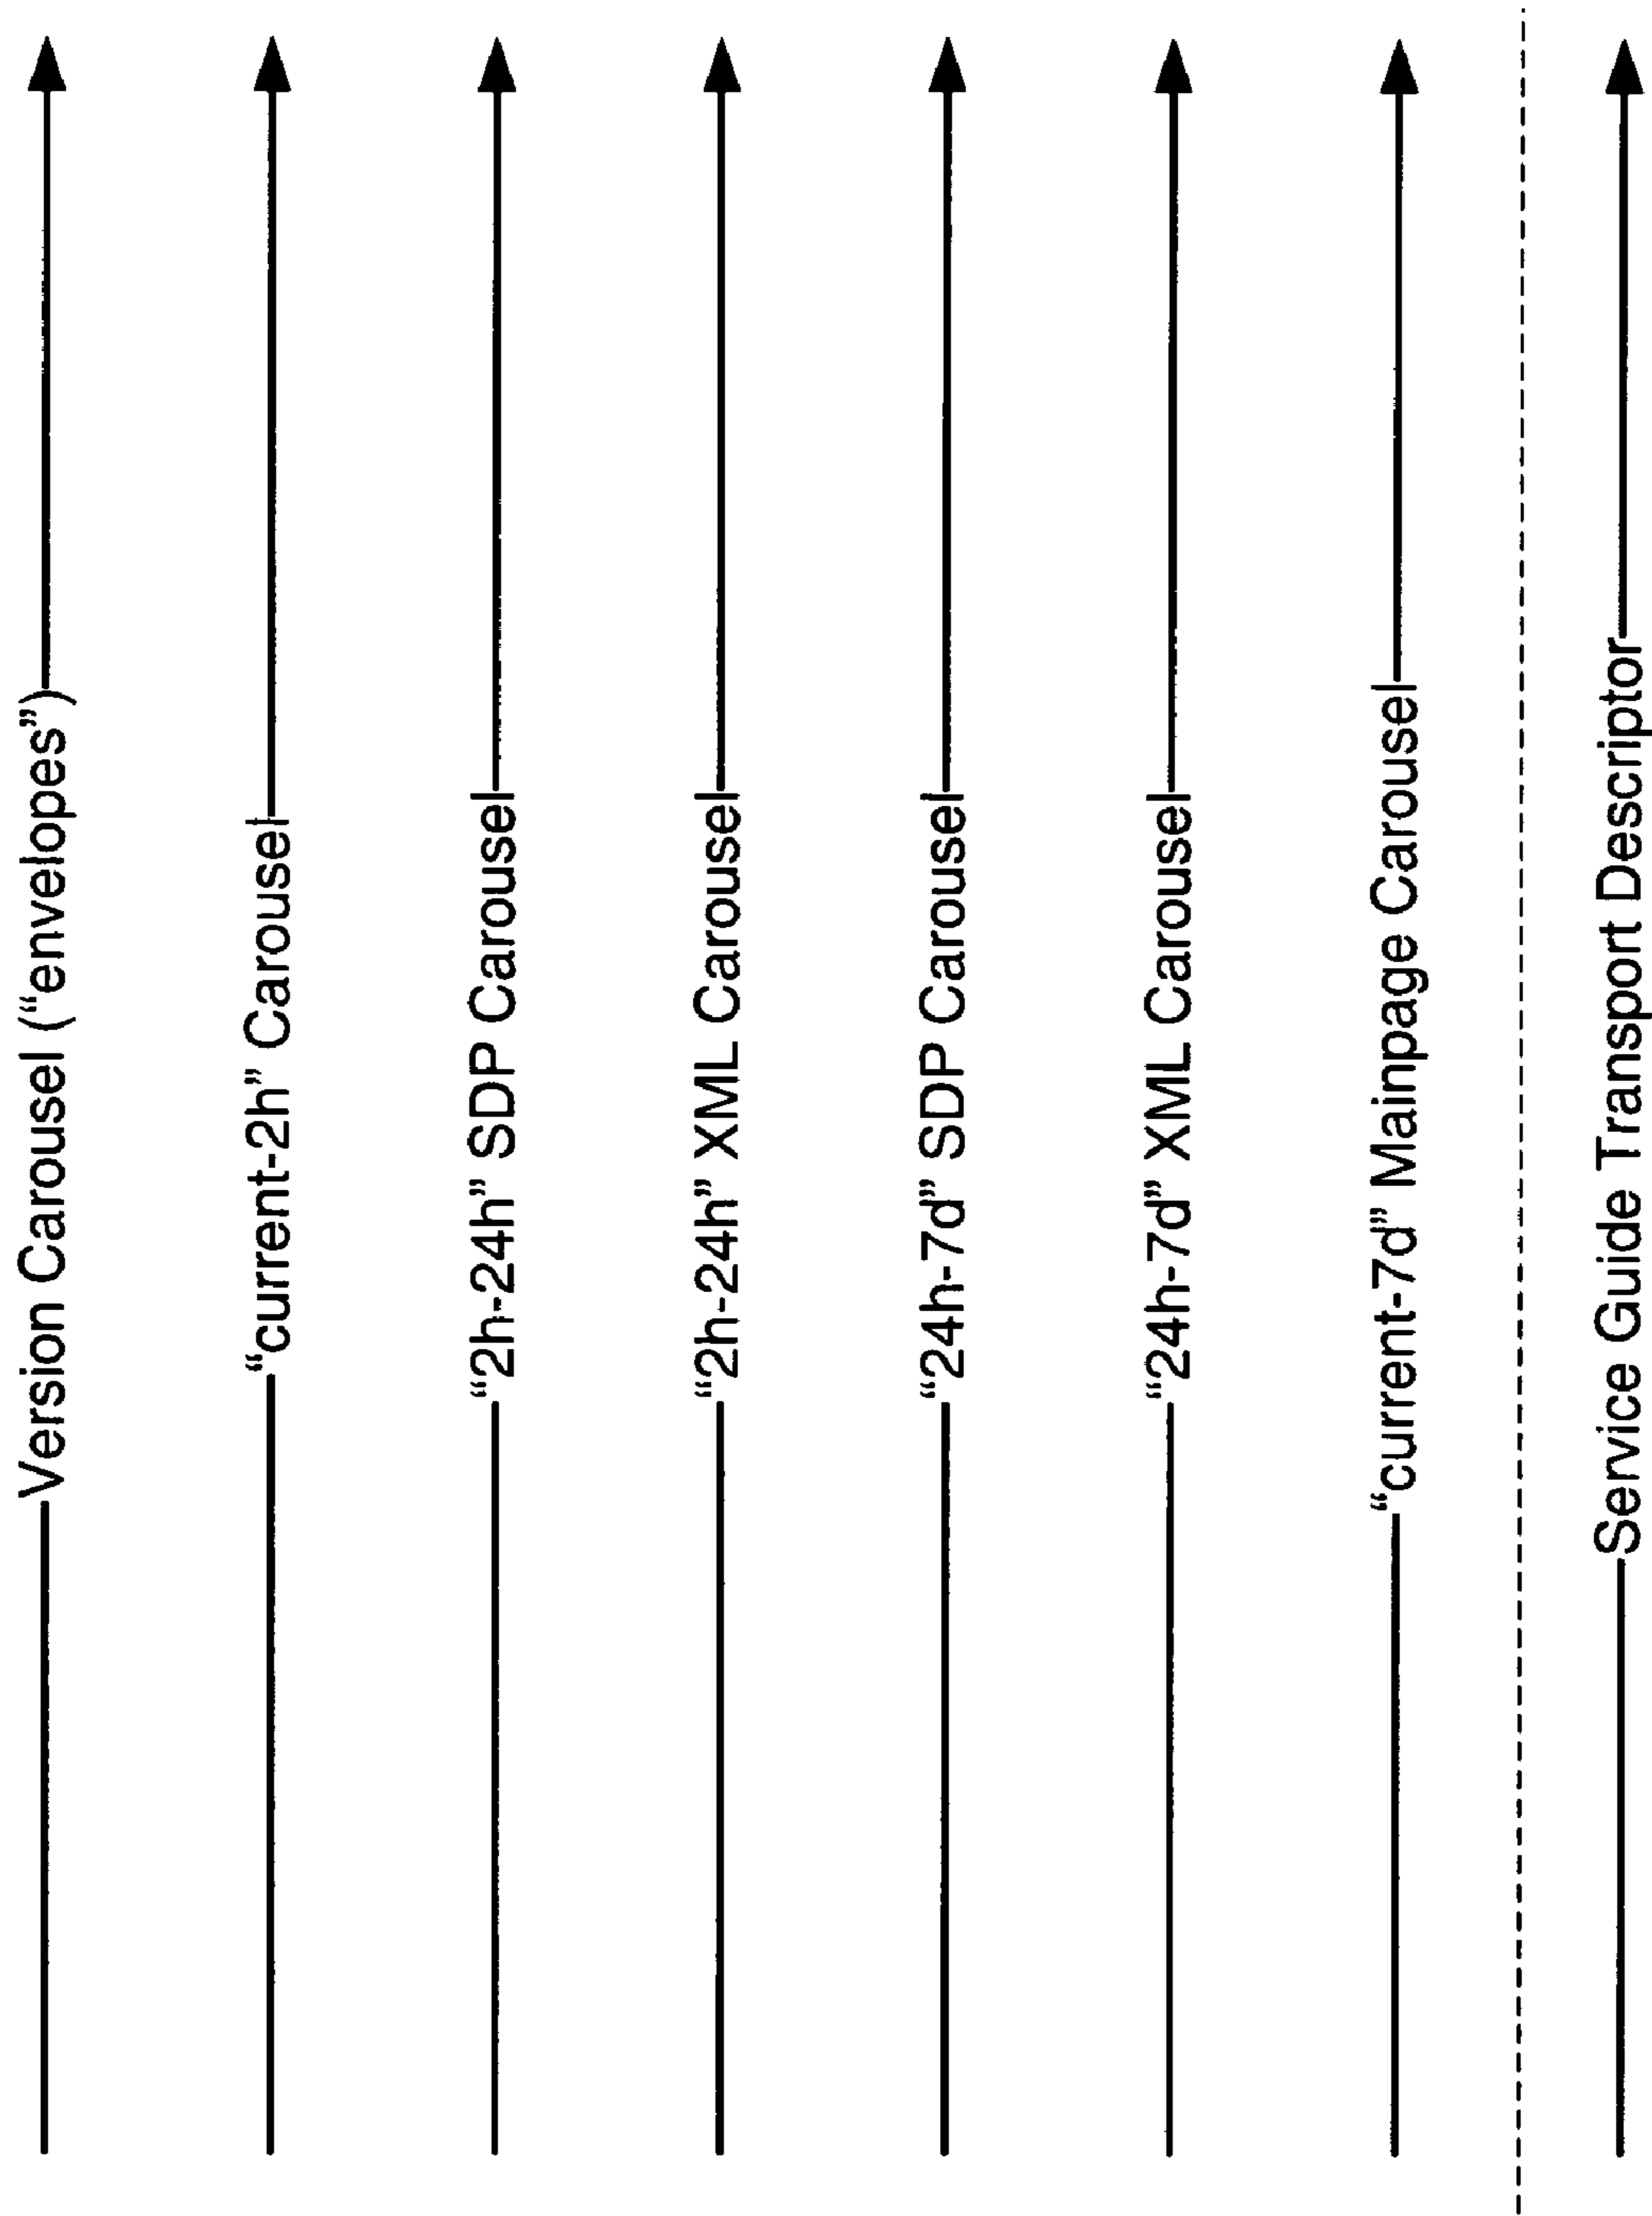 Version Carousel (“envelopes”)
“current-2h” Carousel
“2h-24h” SDP Carousel
“2h-24h” XML Carousel
“24h-7d” SDP Carousel
“24h-7d” XML Carousel
“current-7d” Mainpage Carousel
Service Guide Transport Descriptor